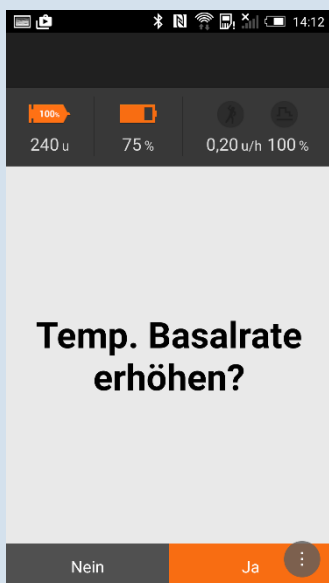 14:12
100%
240 u
75 %
0,20 u/h 100 %
Temp. Basalrate
erhöhen?
Nein
Ja